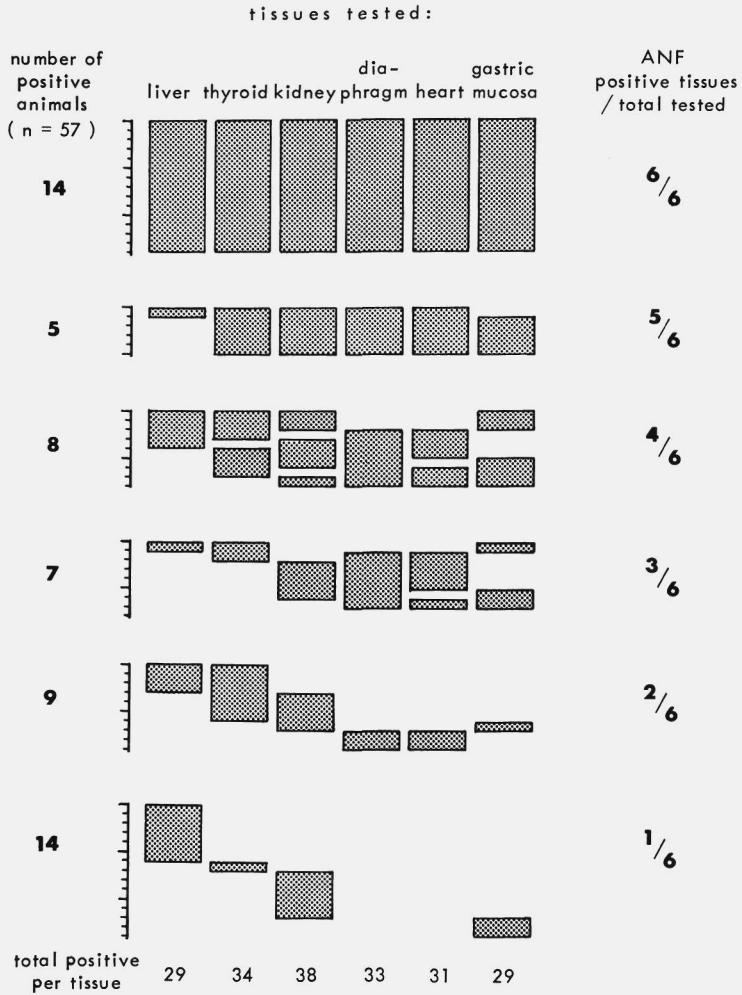 tissues tested:
number of positive animals
( n = 57 )
liver thyroid kidney dia-phragm heart gastric mucosa
ANF
positive tissues
/ total tested
14 6/6
5 5/6
8 4/6
7 3/6
9 2/6
14 1/6
total positive
per tissue 29 34 38 33 31 29